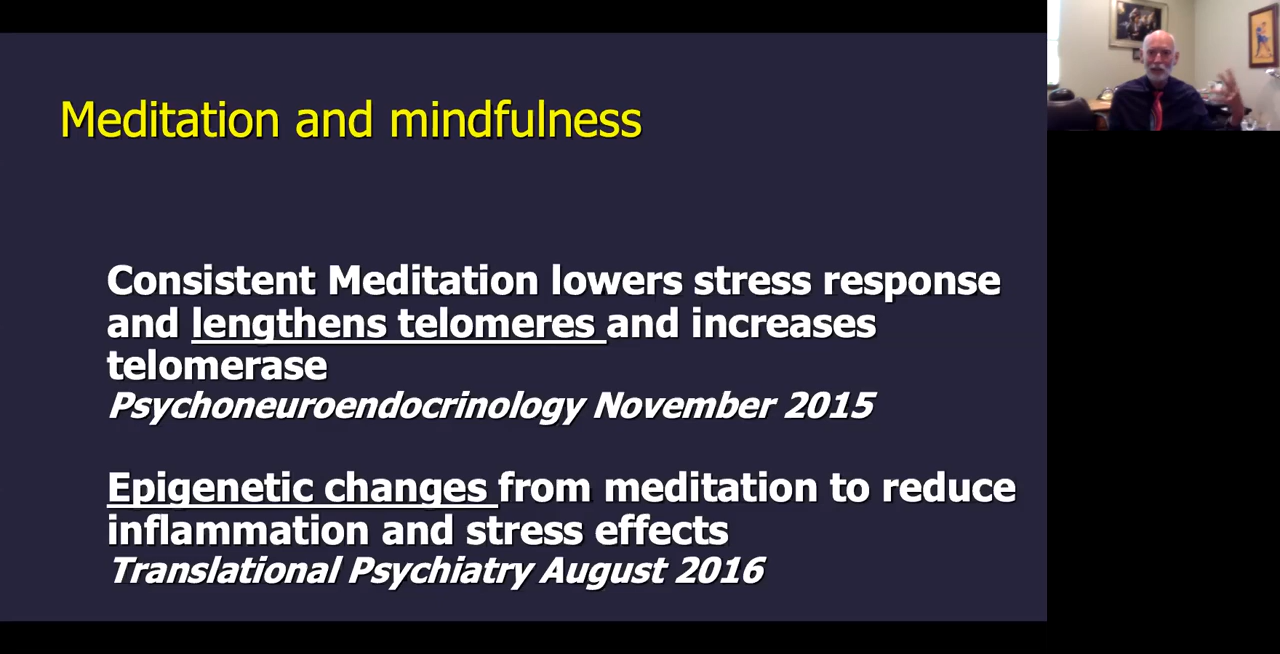 Meditation and mindfulness
Consistent Meditation lowers stress response
and lengthens telomeres and increases
telomerase
Psychoneuroendocrinology November 2015
Epigenetic changes from meditation to reduce
inflammation and stress effects
Translational Psychiatry August 2016